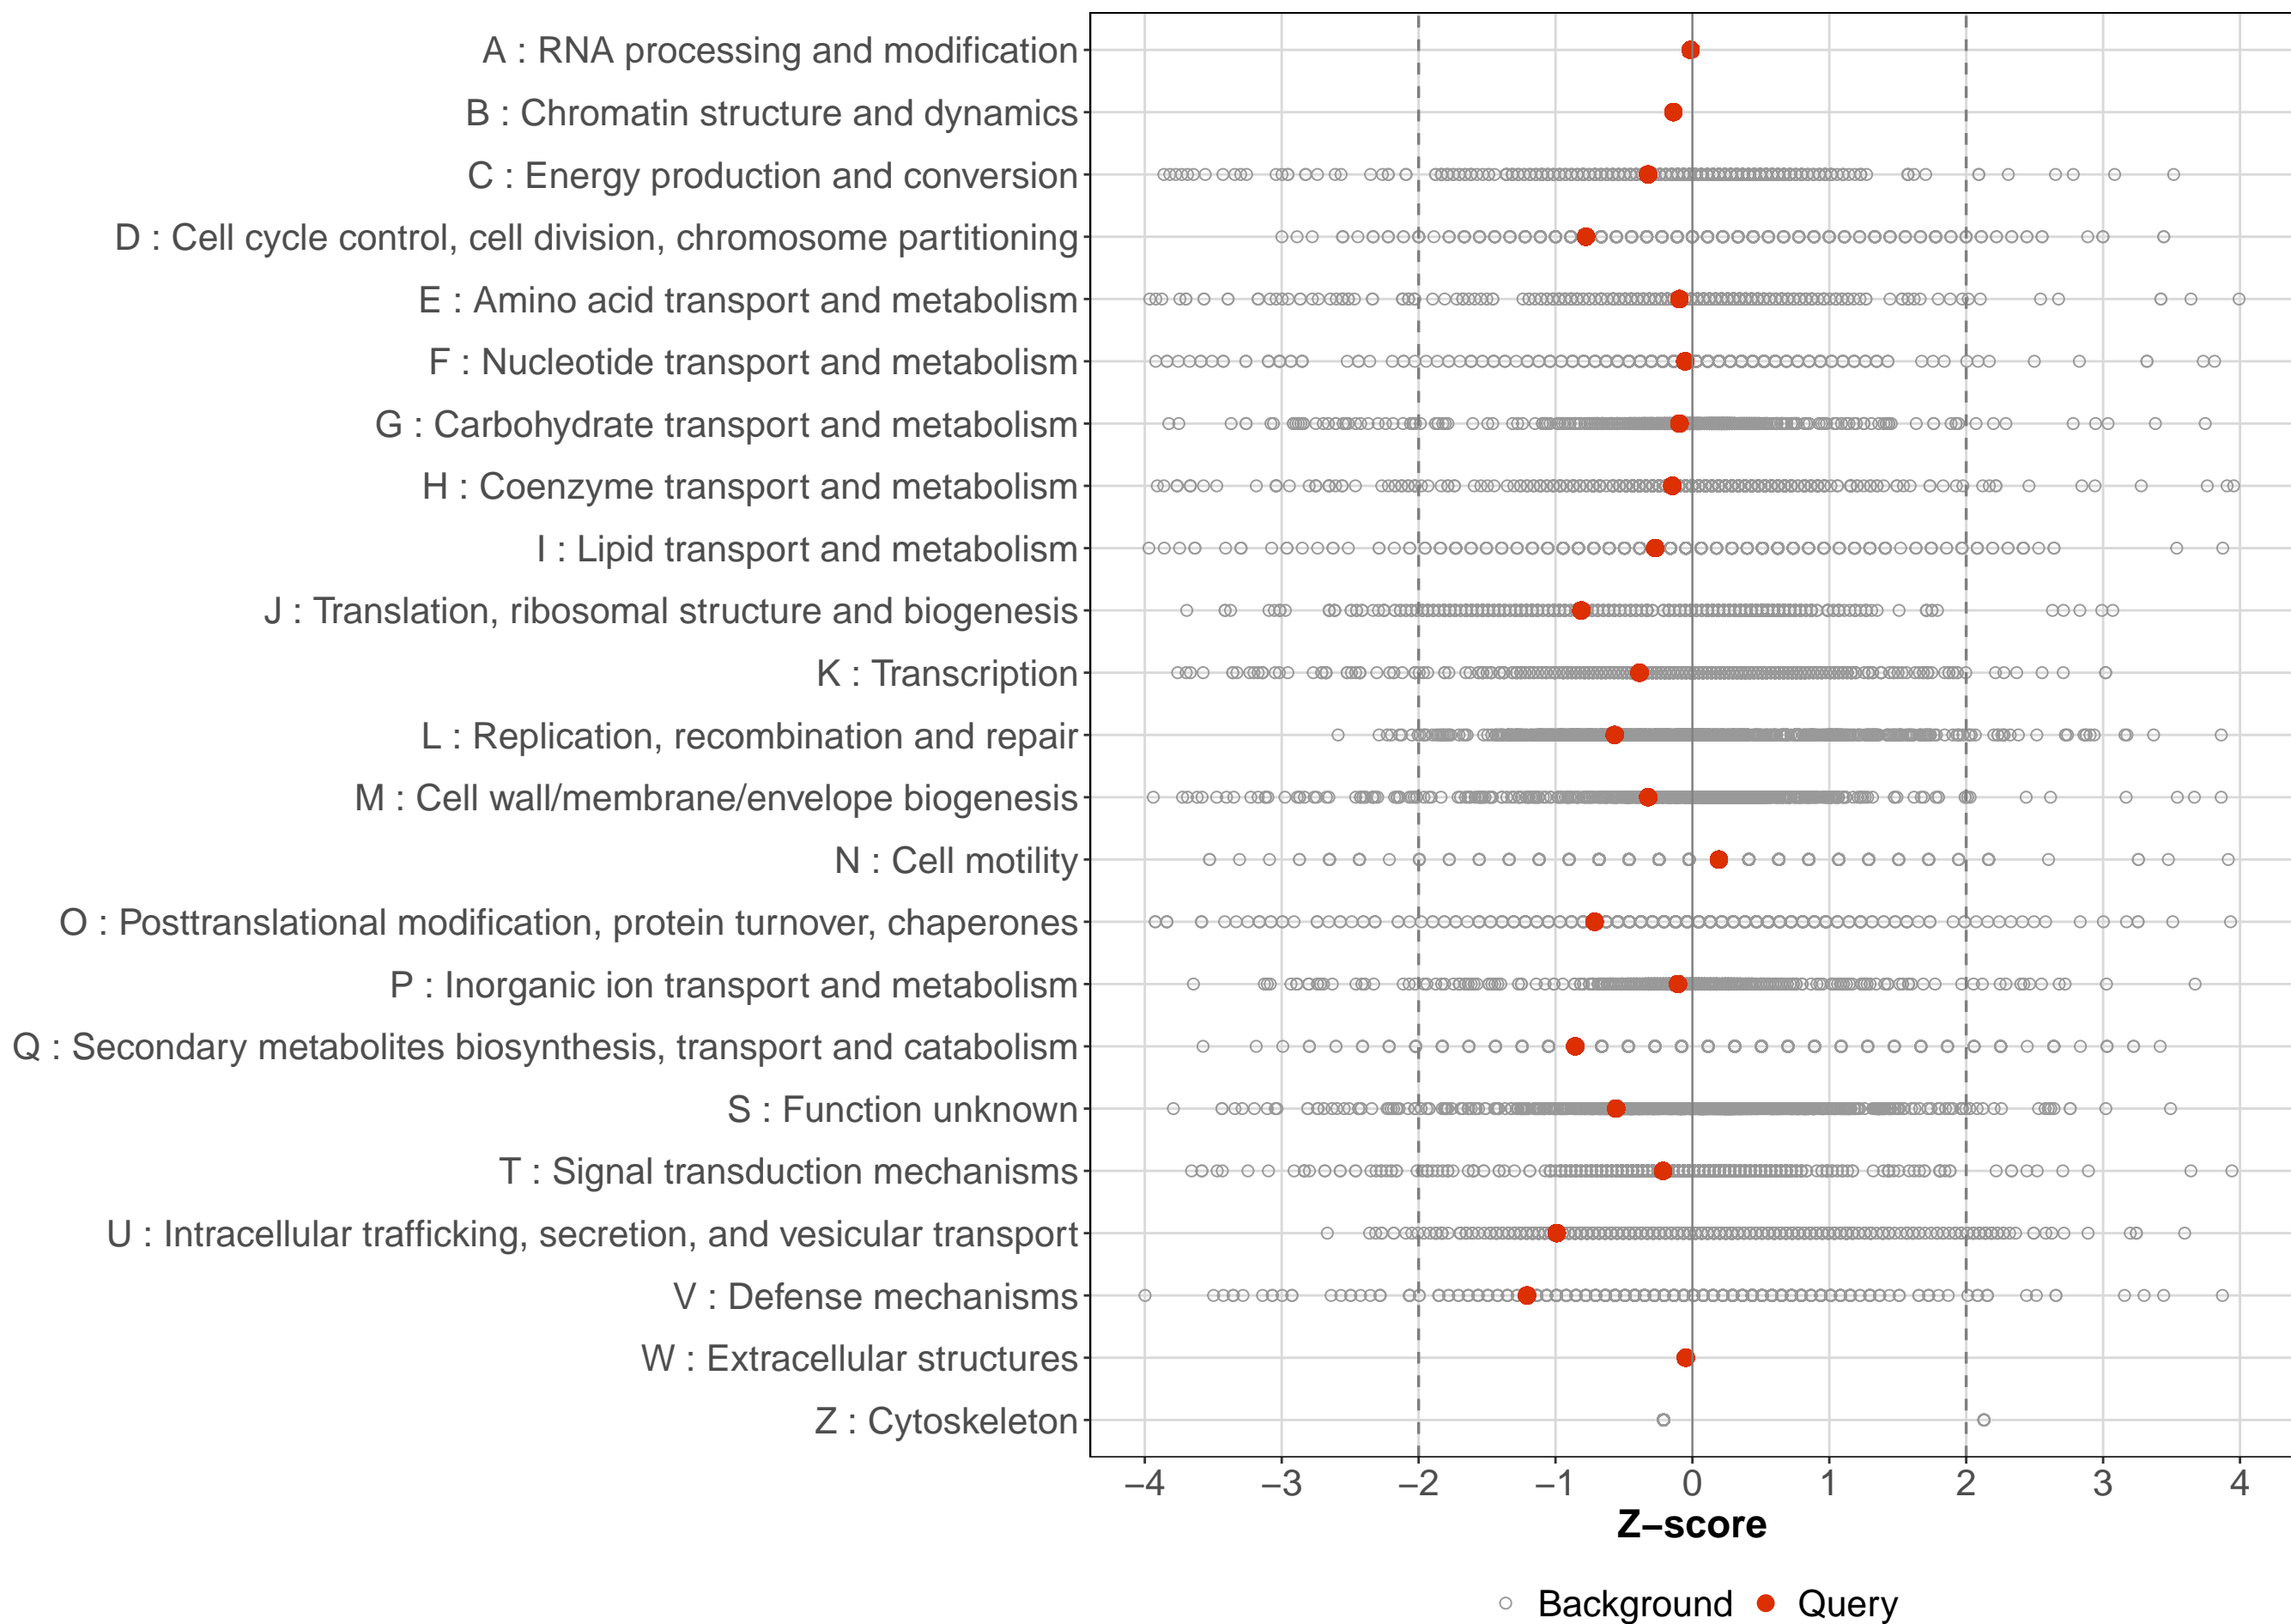 A : RNA processing and modification
B : Chromatin structure and dynamics
C : Energy production and conversion
D : Cell cycle control, cell division, chromosome partitioning
E : Amino acid transport and metabolism
F : Nucleotide transport and metabolism
G : Carbohydrate transport and metabolism
H : Coenzyme transport and metabolism
I : Lipid transport and metabolism
J : Translation, ribosomal structure and biogenesis
K : Transcription
L : Replication, recombination and repair
M : Cell wall/membrane/envelope biogenesis
N : Cell motility
O : Posttranslational modification, protein turnover, chaperones
P : Inorganic ion transport and metabolism
Q : Secondary metabolites biosynthesis, transport and catabolism
S : Function unknown
T : Signal transduction mechanisms
U : Intracellular trafficking, secretion, and vesicular transport
V : Defense mechanisms
W : Extracellular structures
Z : Cytoskeleton
−4 −3 −2 −1 0 1 2 3 4
Z−score
Background Query